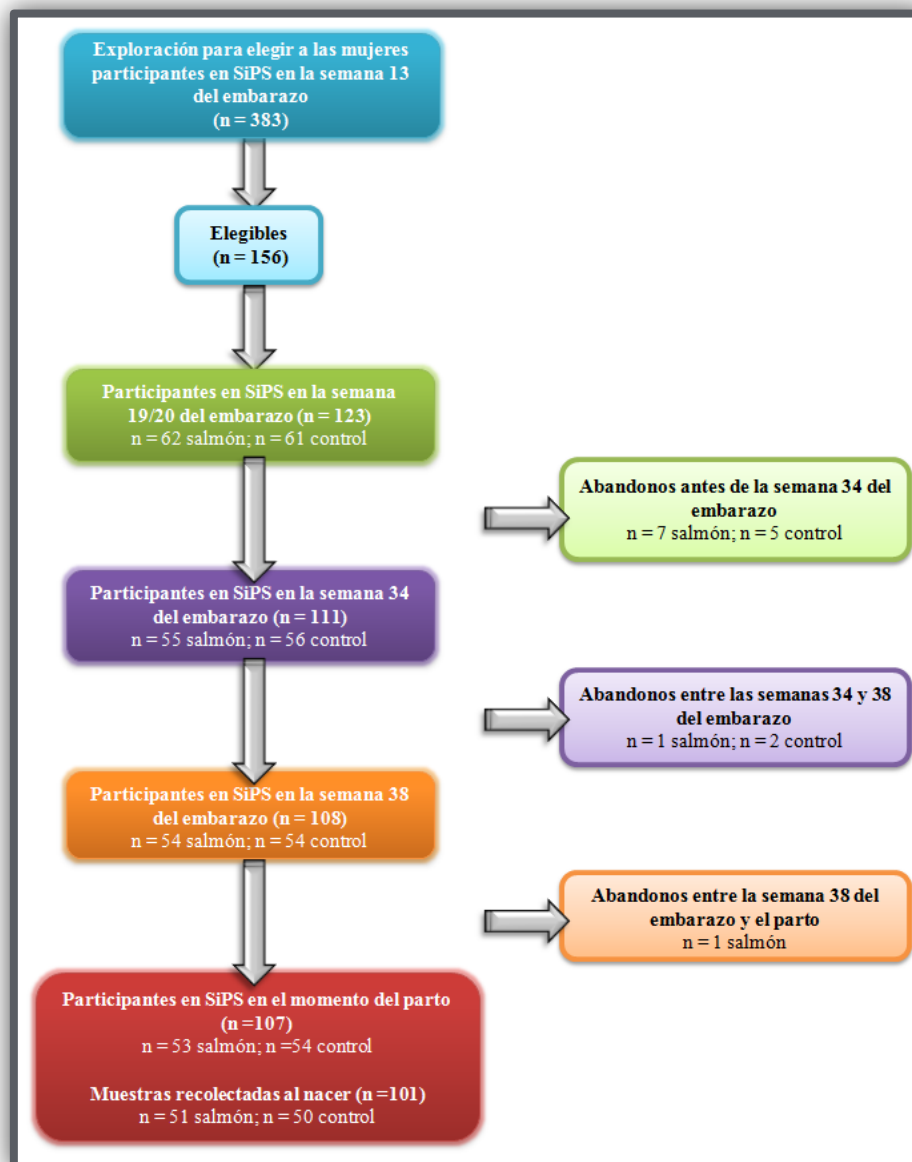 Exploración para elegir a las mujeres
participantes en SiPS en la semana 13
del embarazo
(n = 383)
Elegibles
(n = 156)
Participantes en SiPS en la semana
19/20 del embarazo (n = 123)
n = 62 salmón; n = 61 control
Abandonos antes de la semana 34 del
embarazo
n = 7 salmón; n = 5 control
Participantes en SiPS en la semana 34
del embarazo (n = 111)
n = 55 salmón; n = 56 control
Abandonos entre las semanas 34 y 38
del embarazo
n = 1 salmón; n = 2 control
Participantes en SiPS en la semana 38
del embarazo (n = 108)
n = 54 salmón; n = 54 control
Abandonos entre la semana 38 del
embarazo y el parto
n = 1 salmón
Participantes en SiPS en el momento del parto
(n =107)
n = 53 salmón; n =54 control
Muestras recolectadas al nacer (n =101)
n = 51 salmón; n = 50 control